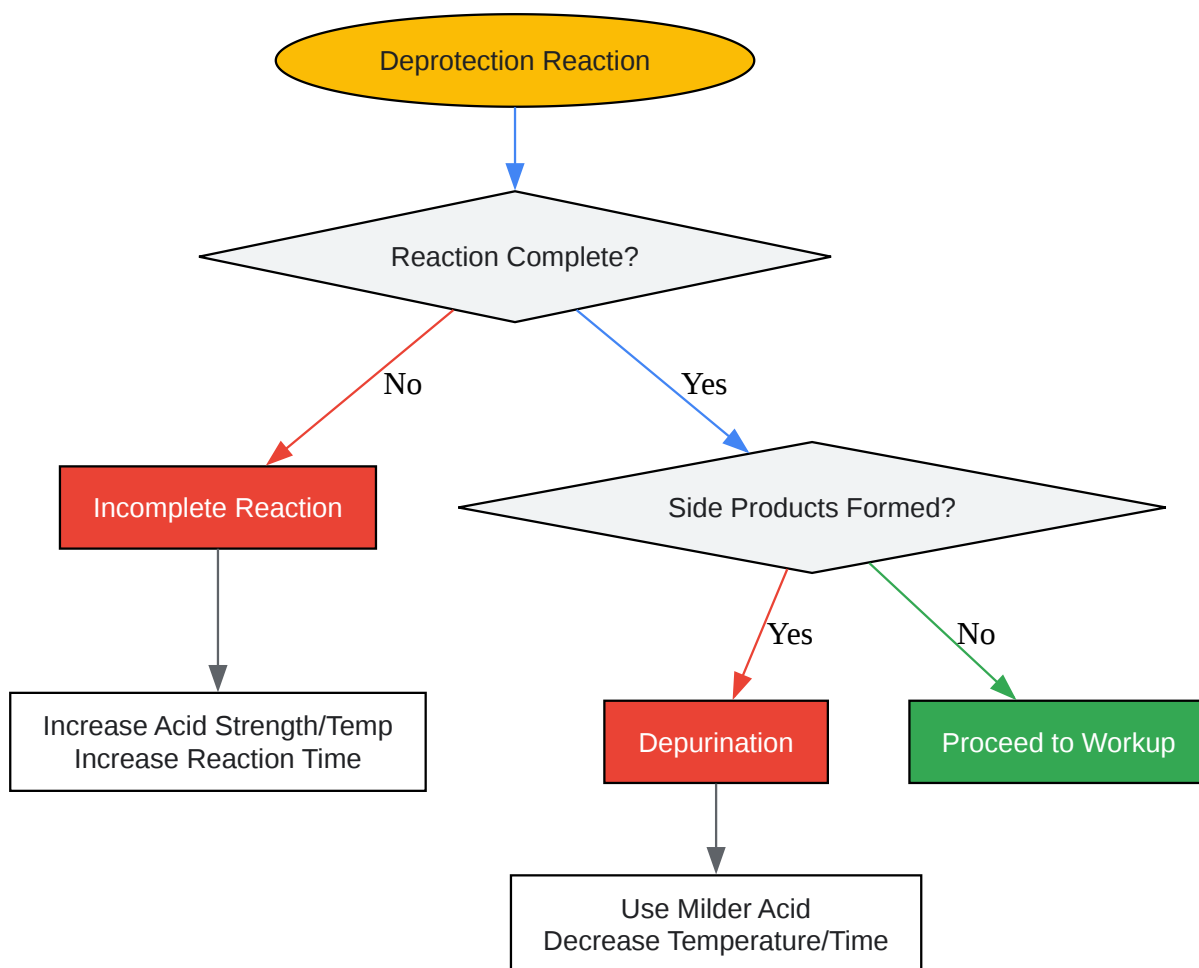 Deprotection Reaction
Reaction Complete?
No
Yes
Incomplete Reaction
Side Products Formed?
Yes
No
Increase Acid Strength/Temp
Increase Reaction Time
Depurination
Proceed to Workup
Use Milder Acid
Decrease Temperature/Time